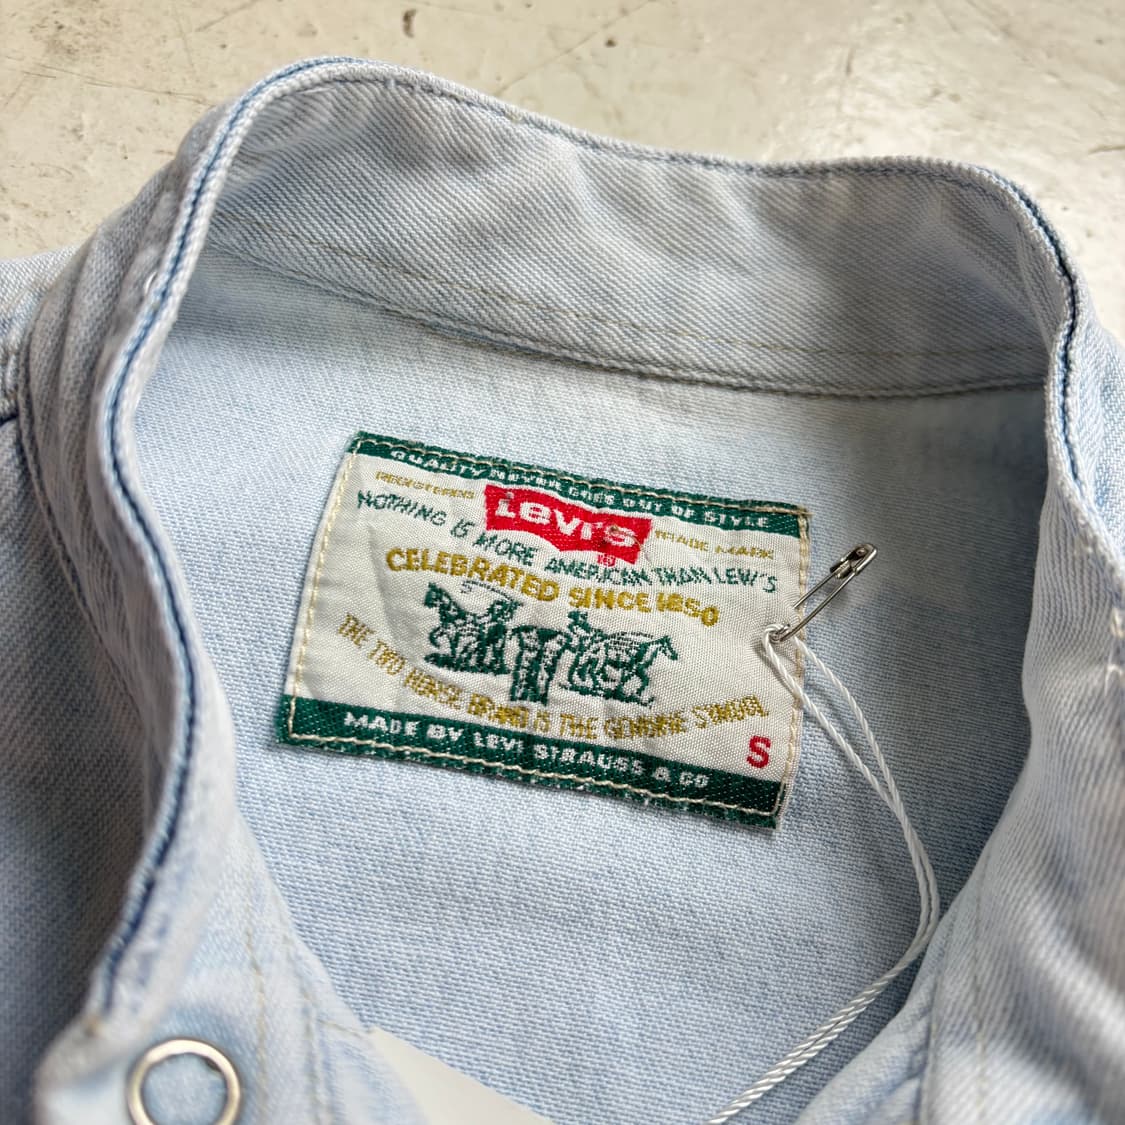 QUALITY NEVER GOES OUT OF STYLE
REGISTERED
Levi's
TRADE MARK
NOTHING IS MORE AMERICAN THAN LEVI'S
CELEBRATED SINCE 1850
THE TWO HORSE BRAND IS THE GENUINE SYMBOL
S
MADE BY LEVI STRAUSS & CO